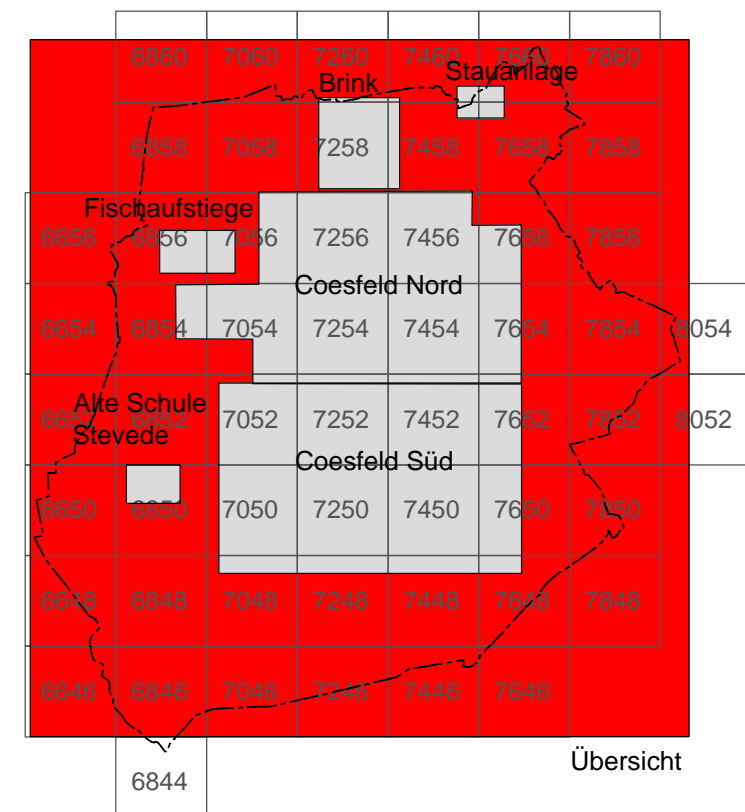 6860 7060 7260 7460 7660 7860
Stauanlage
Brink
6858 7058 7258 7458 7658 7858
Fischaufstiege
6656 6856 7056 7256 7456 7656 7856
Coesfeld Nord
6654 6854 7054 7254 7454 7654 7854 8054
Alte Schule
Stevede
6652 6852 7052 7252 7452 7652 7852 8052
Coesfeld Süd
6650 6850 7050 7250 7450 7650 7850
6648 6848 7048 7248 7448 7648 7848
6646 6846 7046 7246 7446 7646
Übersicht
6844